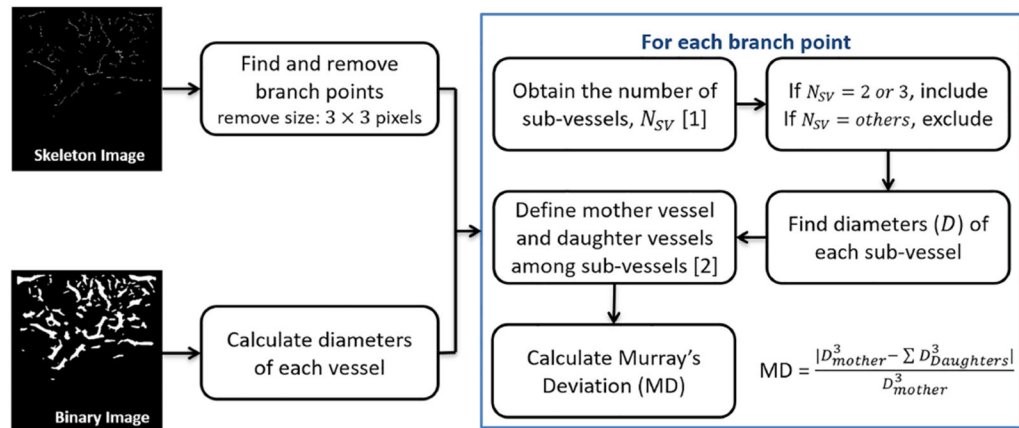 Skeleton Image
Find and remove
branch points
remove size: 3 × 3 pixels
Binary Image
Calculate diameters
of each vessel
For each branch point
Obtain the number of
sub-vessels, N_SV [1]
If N_SV = 2 or 3, include
If N_SV = others, exclude
Find diameters (D) of
each sub-vessel
Define mother vessel
and daughter vessels
among sub-vessels [2]
Calculate Murray's
Deviation (MD)
MD = |D³_mother − ∑ D³_Daughters| / D³_mother